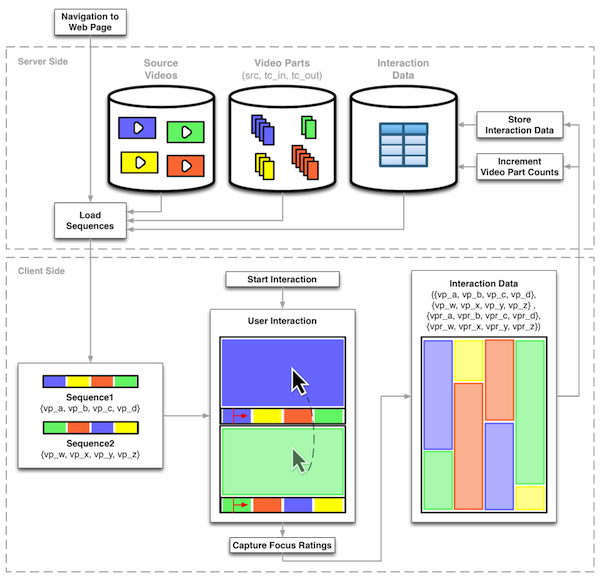 Navigation to
Web Page
Server Side
Source
Videos
Video Parts
(src, tc_in, tc_out)
Interaction
Data
Store
Interaction Data
Increment
Video Part Counts
Load
Sequences
Client Side
Start Interaction
User Interaction
Interaction Data
({vp_a, vp_b, vp_c, vp_d},
{vp_w, vp_x, vp_y, vp_z} ,
{vpr_a, vpr_b, vpr_c, vpr_d},
{vpr_w, vpr_x, vpr_y, vpr_z})
Sequence1
{vp_a, vp_b, vp_c, vp_d}
Sequence2
{vp_w, vp_x, vp_y, vp_z}
Capture Focus Ratings